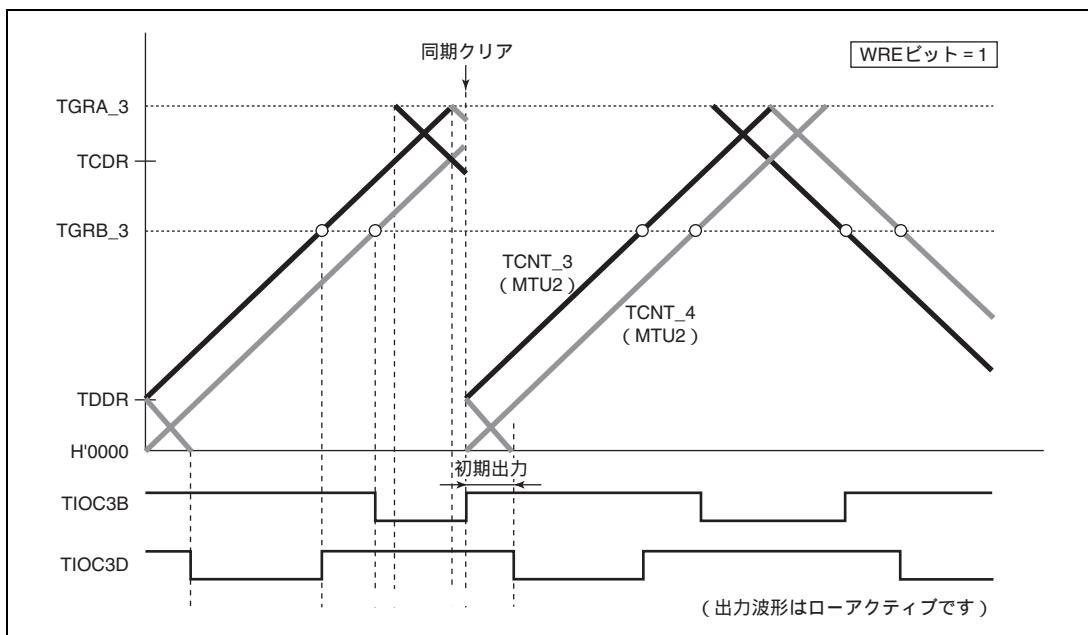 同期クリア
WREビット = 1
TGRA_3
TCDR
TGRB_3
TCNT_3
（MTU2）
TCNT_4
（MTU2）
TDDR
H'0000
初期出力
TIOC3B
TIOC3D
（出力波形はローアクティブです）